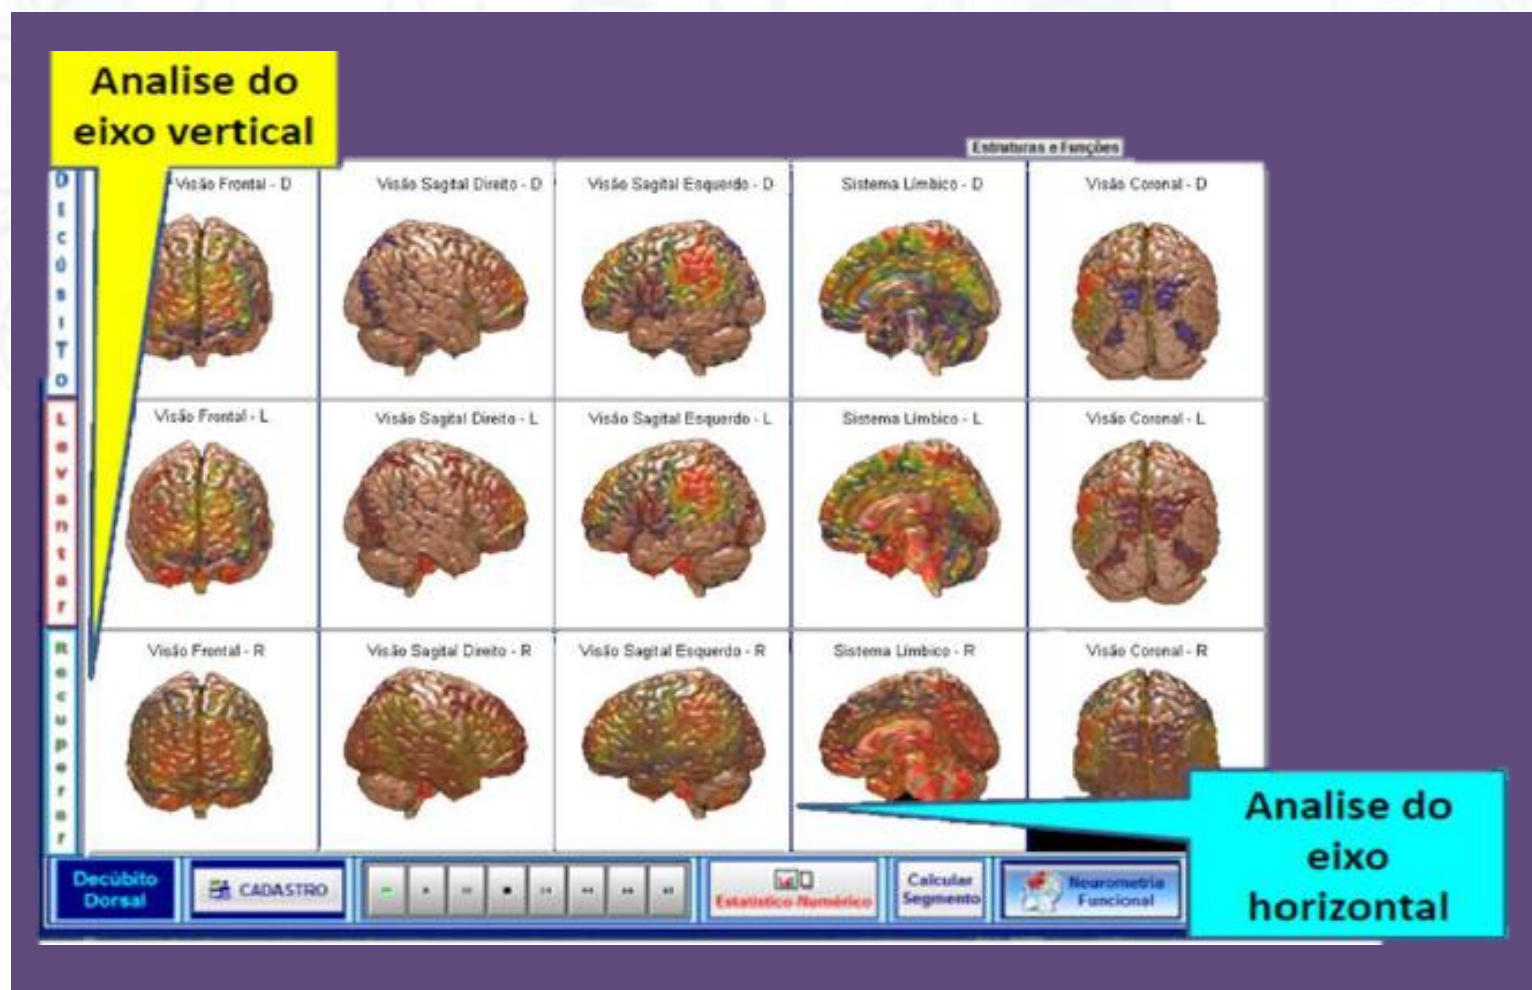 Analise do
eixo vertical
Estruturas e Funções
DECÚBITO
Visão Frontal - D
Visão Sagital Direito - D
Visão Sagital Esquerdo - D
Sistema Límbico - D
Visão Coronal - D
Levantar
Visão Frontal - L
Visão Sagital Direito - L
Visão Sagital Esquerdo - L
Sistema Límbico - L
Visão Coronal - L
Recuperar
Visão Frontal - R
Visão Sagital Direito - R
Visão Sagital Esquerdo - R
Sistema Límbico - R
Visão Coronal - R
Analise do
eixo
horizontal
Decúbito
Dorsal
CADASTRO
Estatístico Numérico
Calcular
Segmento
Neurometria
Funcional